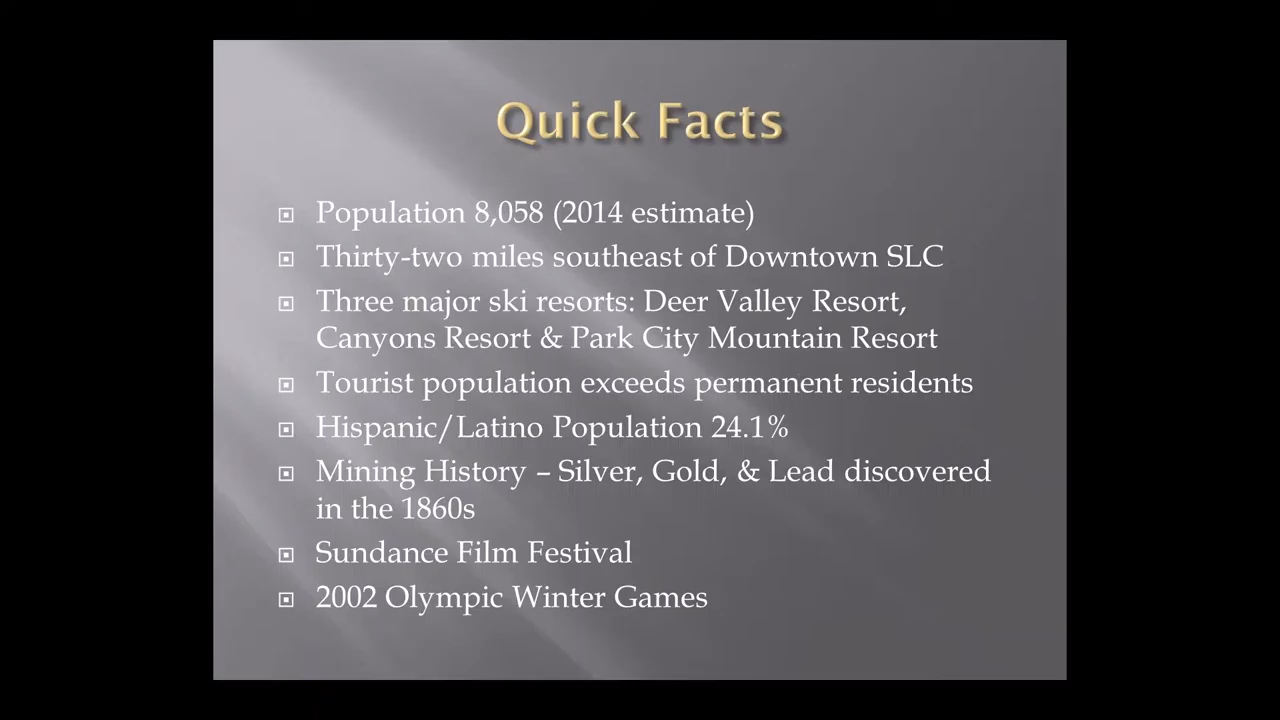 Quick Facts
Population 8,058 (2014 estimate)
Thirty-two miles southeast of Downtown SLC
Three major ski resorts: Deer Valley Resort,
Canyons Resort & Park City Mountain Resort
Tourist population exceeds permanent residents
Hispanic/Latino Population 24.1%
Mining History – Silver, Gold, & Lead discovered
in the 1860s
Sundance Film Festival
2002 Olympic Winter Games